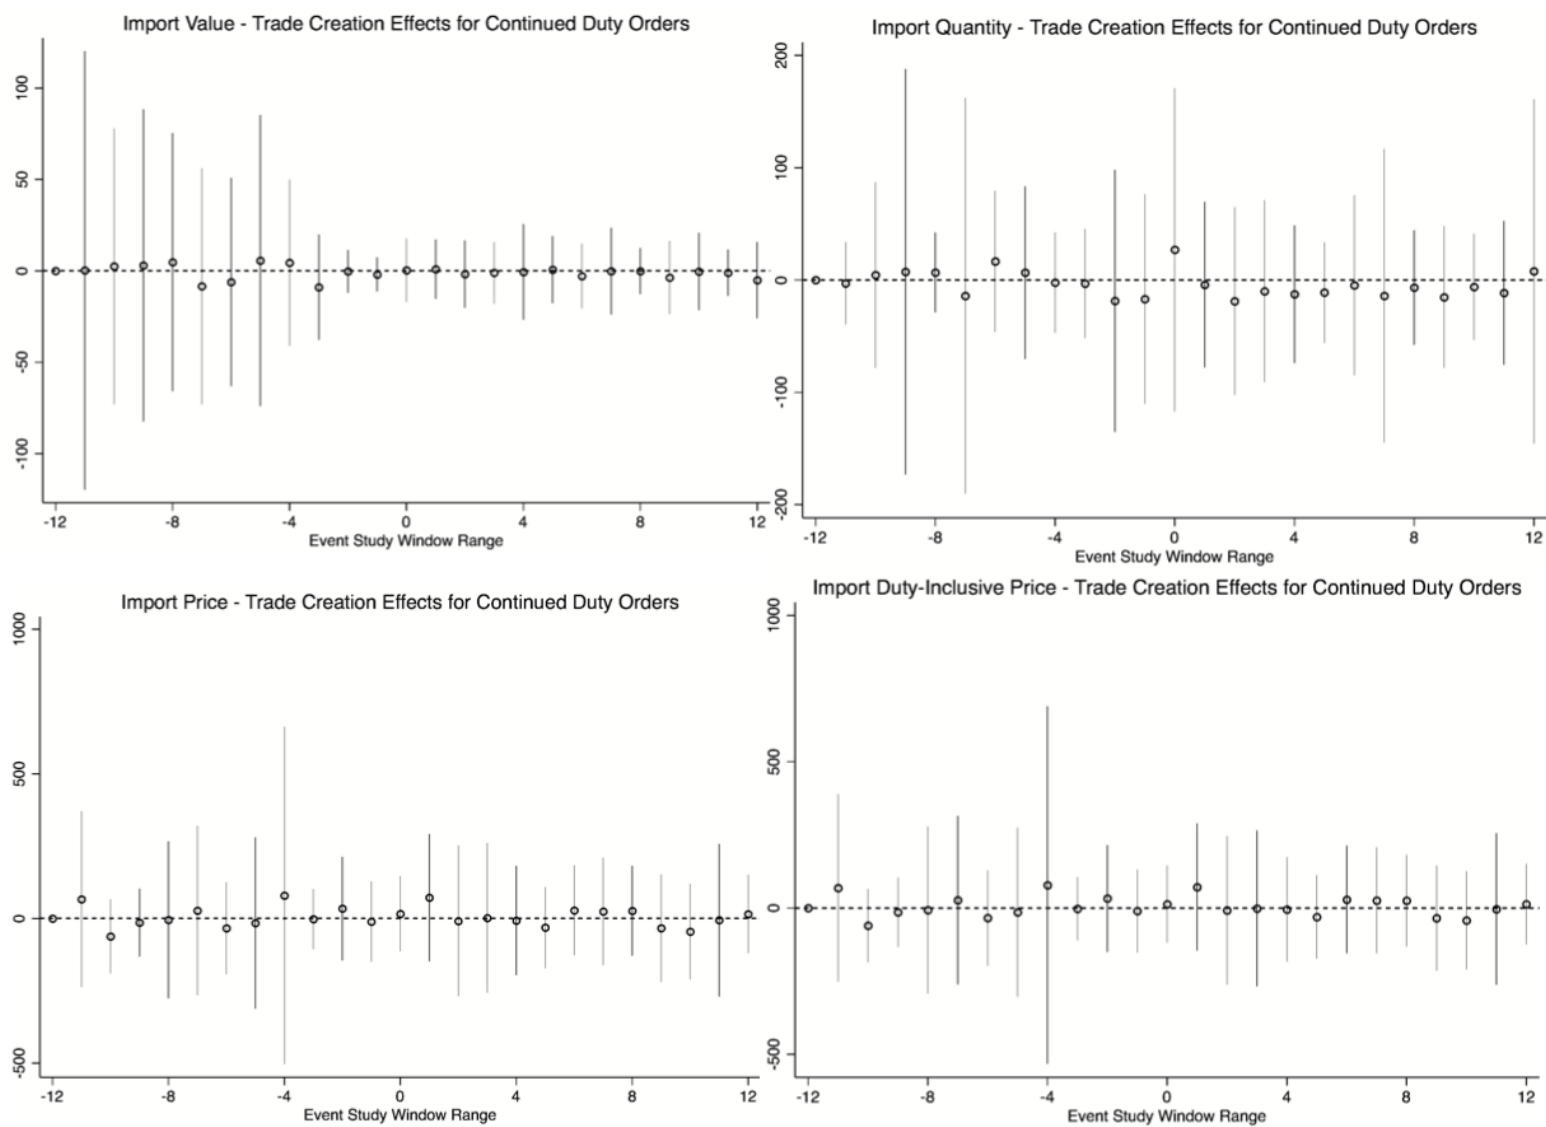 Import Value - Trade Creation Effects for Continued Duty Orders
100
50
0
-50
-100
-12 -8 -4 0 4 8 12
Event Study Window Range
Import Quantity - Trade Creation Effects for Continued Duty Orders
200
100
0
-100
-200
-12 -8 -4 0 4 8 12
Event Study Window Range
Import Price - Trade Creation Effects for Continued Duty Orders
1000
500
0
-500
-12 -8 -4 0 4 8 12
Event Study Window Range
Import Duty-Inclusive Price - Trade Creation Effects for Continued Duty Orders
1000
500
0
-500
-12 -8 -4 0 4 8 12
Event Study Window Range